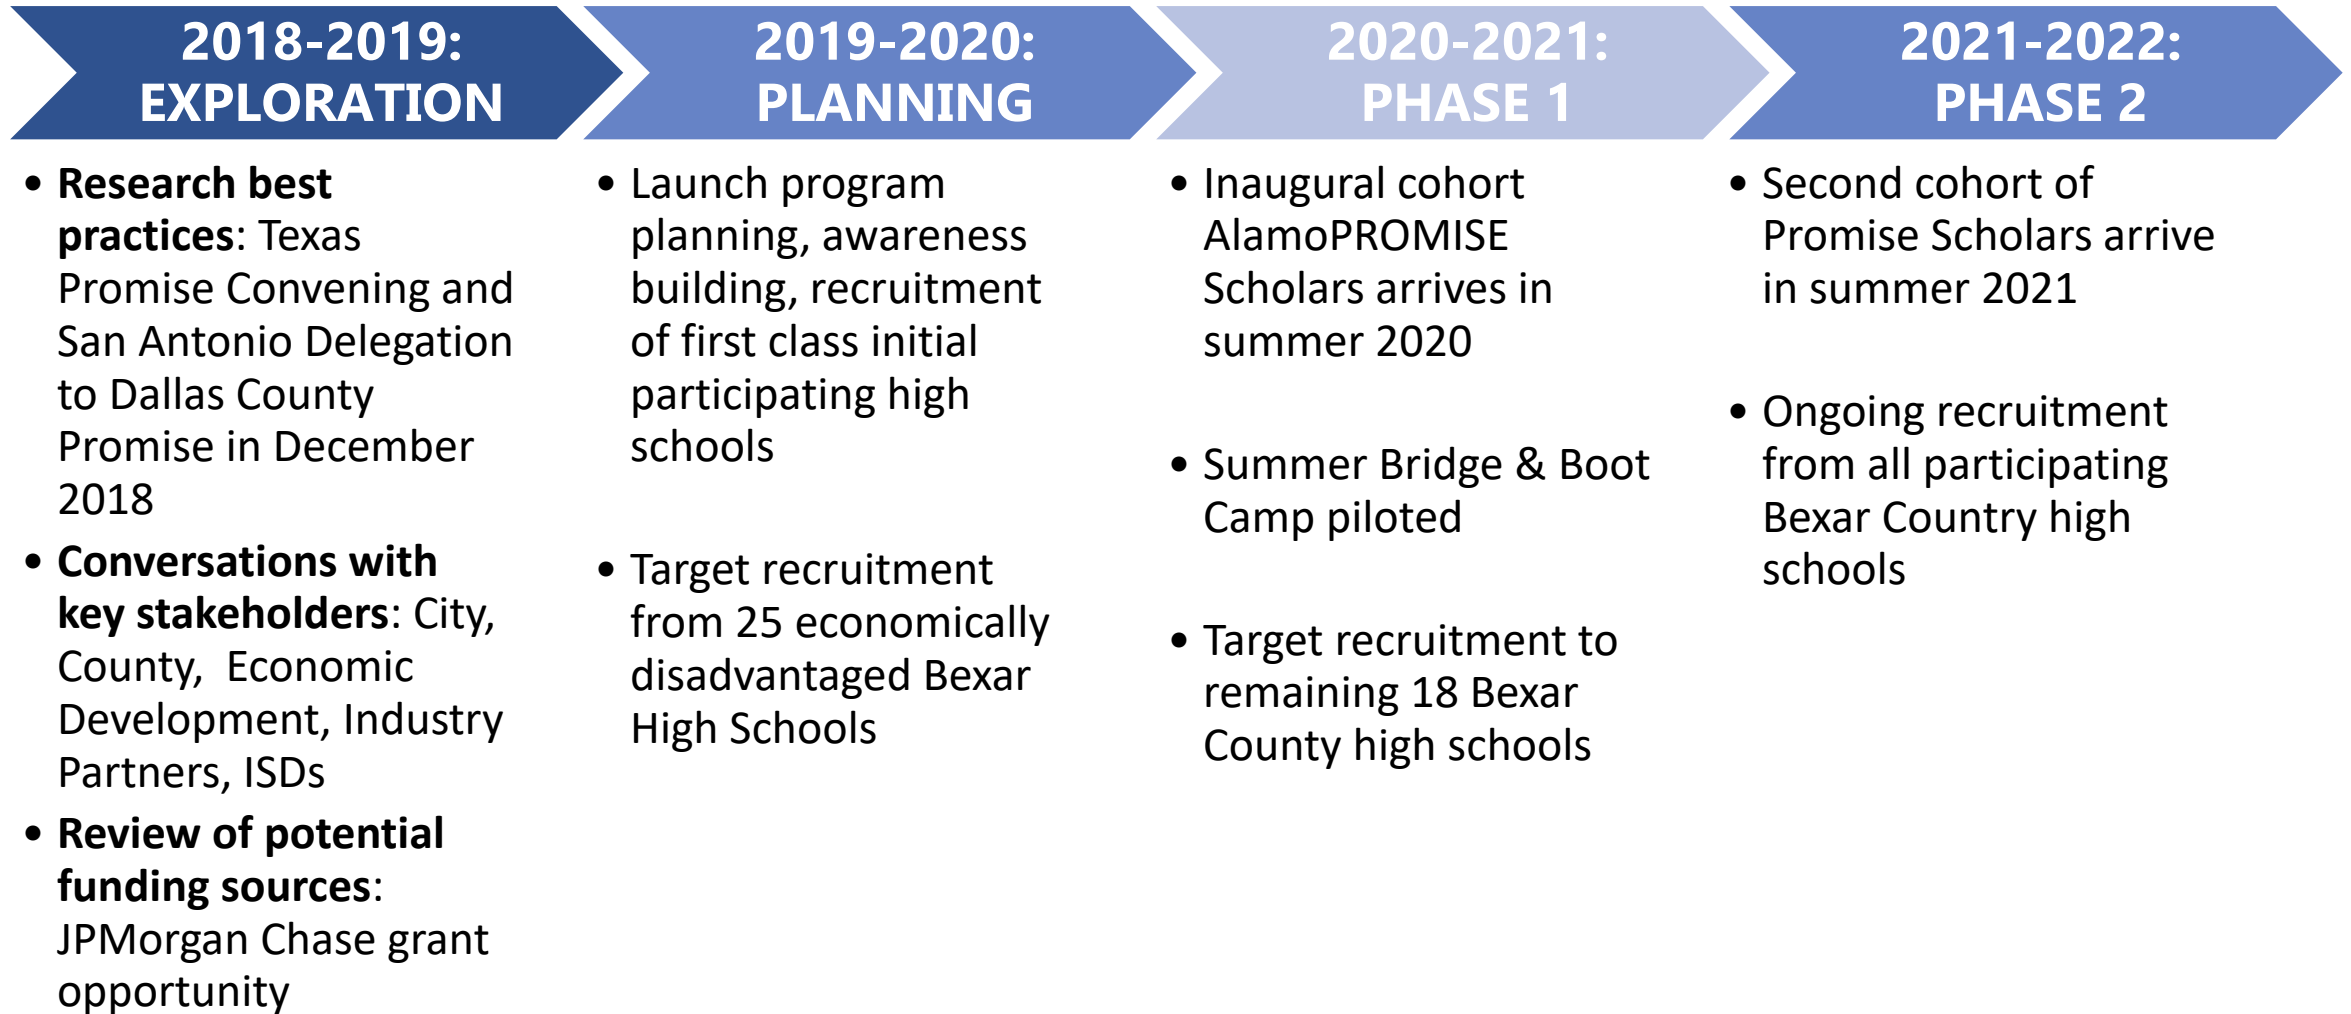 2018-2019:
EXPLORATION
• Research best
practices: Texas
Promise Convening and
San Antonio Delegation
to Dallas County
Promise in December
2018
• Conversations with
key stakeholders: City,
County,  Economic
Development, Industry
Partners, ISDs
• Review of potential
funding sources:
JPMorgan Chase grant
opportunity
2019-2020:
PLANNING
• Launch program
planning, awareness
building, recruitment
of first class initial
participating high
schools
• Target recruitment
from 25 economically
disadvantaged Bexar
High Schools
2020-2021:
PHASE 1
• Inaugural cohort
AlamoPROMISE
Scholars arrives in
summer 2020
• Summer Bridge & Boot
Camp piloted
• Target recruitment to
remaining 18 Bexar
County high schools
2021-2022:
PHASE 2
• Second cohort of
Promise Scholars arrive
in summer 2021
• Ongoing recruitment
from all participating
Bexar Country high
schools